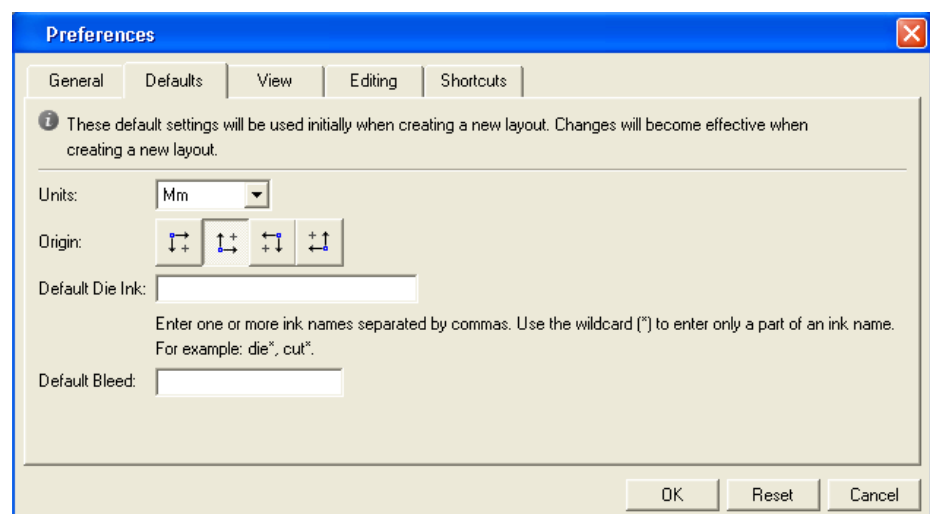 Preferences
General Defaults View Editing Shortcuts
These default settings will be used initially when creating a new layout. Changes will become effective when
creating a new layout.
Units: Mm
Origin:
Default Die Ink:
Enter one or more ink names separated by commas. Use the wildcard (*) to enter only a part of an ink name.
For example: die*, cut*.
Default Bleed:
OK Reset Cancel